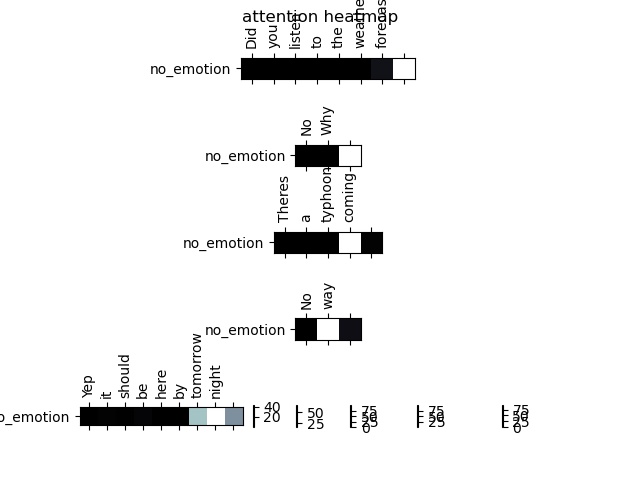 attention heatmap
Did you listen to the weather forecast
no_emotion
No Why
no_emotion
Theres a typhoon coming
no_emotion
No way
no_emotion
Yep it should be here by tomorrow night
o_emotion
40
20
50
25
75
50
25
0
75
50
25
75
50
25
0